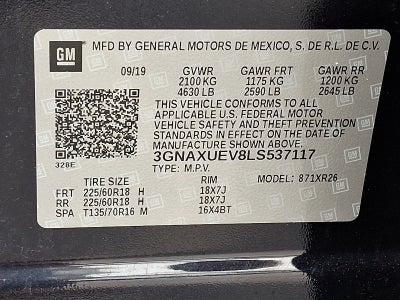 GM
MFD BY GENERAL MOTORS DE MEXICO, S. DE R.L. DE C.V.
09/19 GVWR GAWR FRT GAWR RR
2100 KG 1175 KG 1200 KG
4630 LB 2590 LB 2645 LB
THIS VEHICLE CONFORMS TO ALL
APPLICABLE U.S. FEDERAL MOTOR
VEHICLE SAFETY AND THEFT PREVENTION
STANDARDS IN EFFECT ON THE DATE OF
MANUFACTURE SHOWN ABOVE.
328E 3GNAXUEV8LS537117
TYPE: M.P.V. MODEL: 871XR26
TIRE SIZE RIM
FRT 225/60R18 H 18X7J
RR 225/60R18 H 18X7J
SPA T135/70R16 M 16X4BT